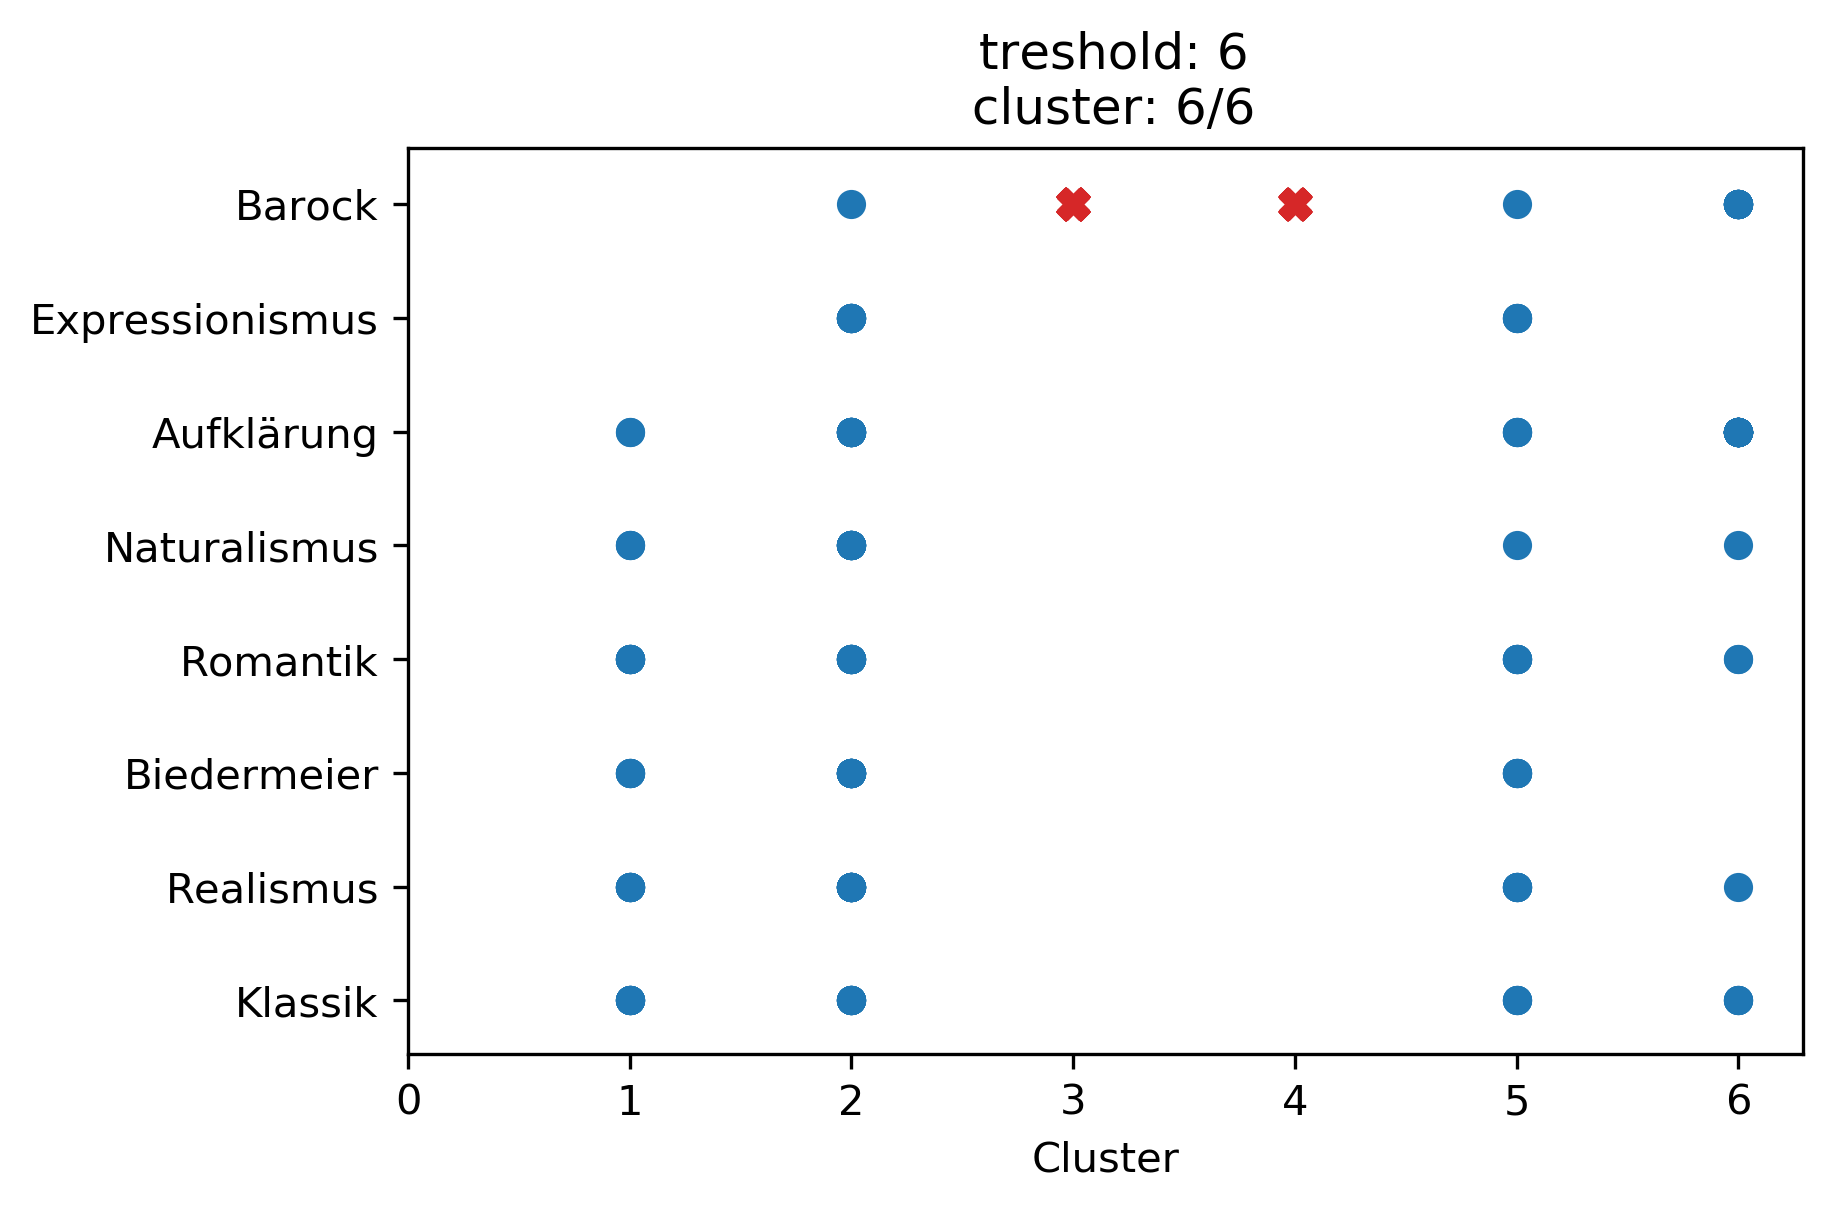 treshold: 6
cluster: 6/6
Barock
Expressionismus
Aufklärung
Naturalismus
Romantik
Biedermeier
Realismus
Klassik
0 1 2 3 4 5 6
Cluster